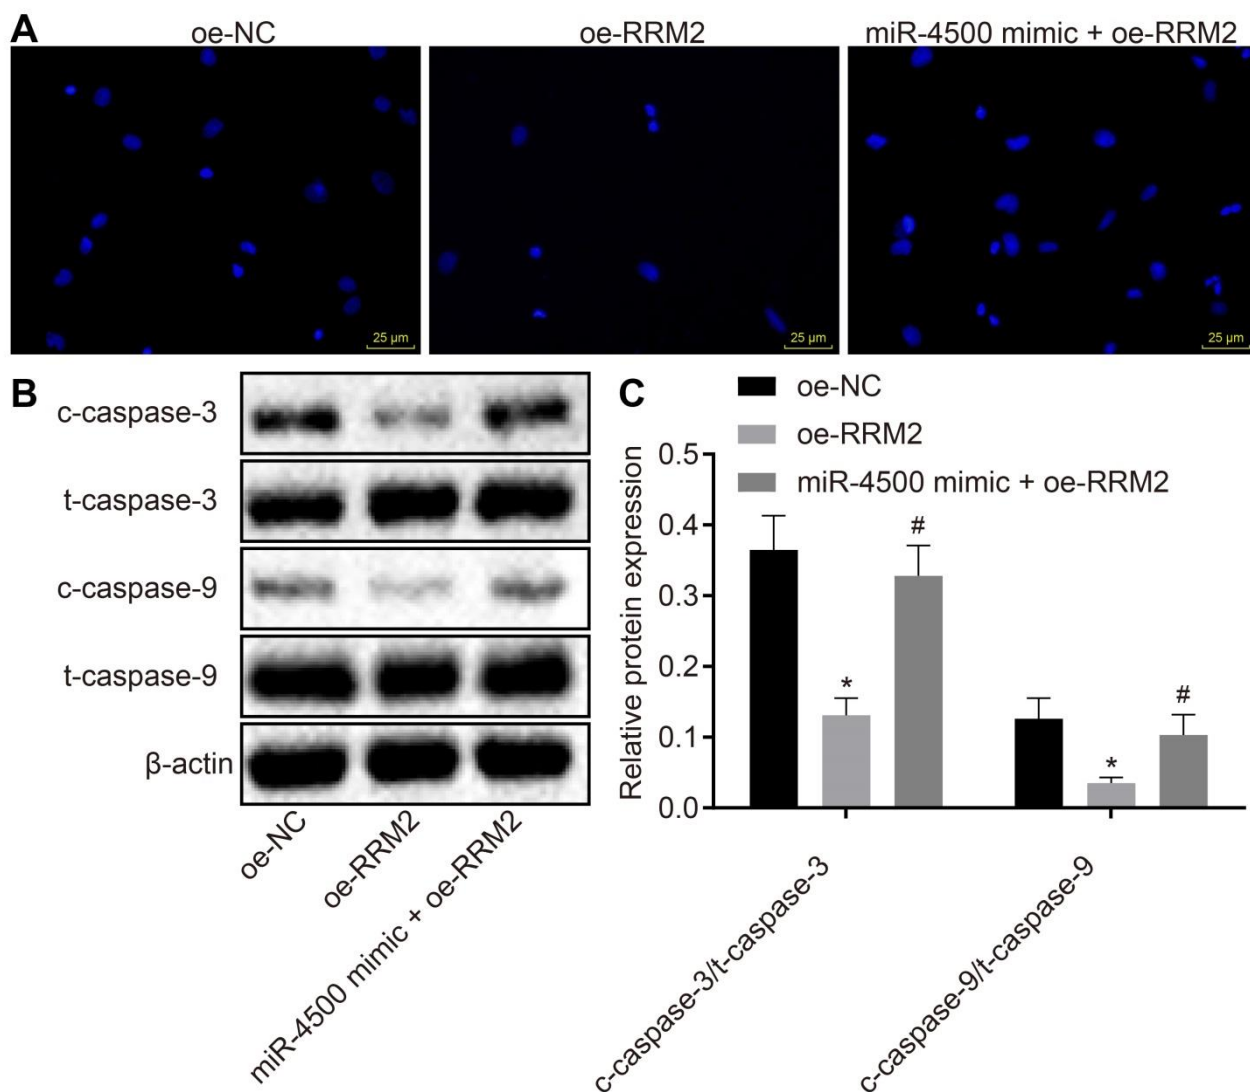 A
oe-NC
oe-RRM2
miR-4500 mimic + oe-RRM2
25 µm
25 µm
25 µm
B
c-caspase-3
t-caspase-3
c-caspase-9
t-caspase-9
β-actin
oe-NC
oe-RRM2
miR-4500 mimic + oe-RRM2
C
oe-NC
oe-RRM2
miR-4500 mimic + oe-RRM2
Relative protein expression
0.5
0.4
0.3
0.2
0.1
0.0
*
#
*
#
c-caspase-3/t-caspase-3
c-caspase-9/t-caspase-9